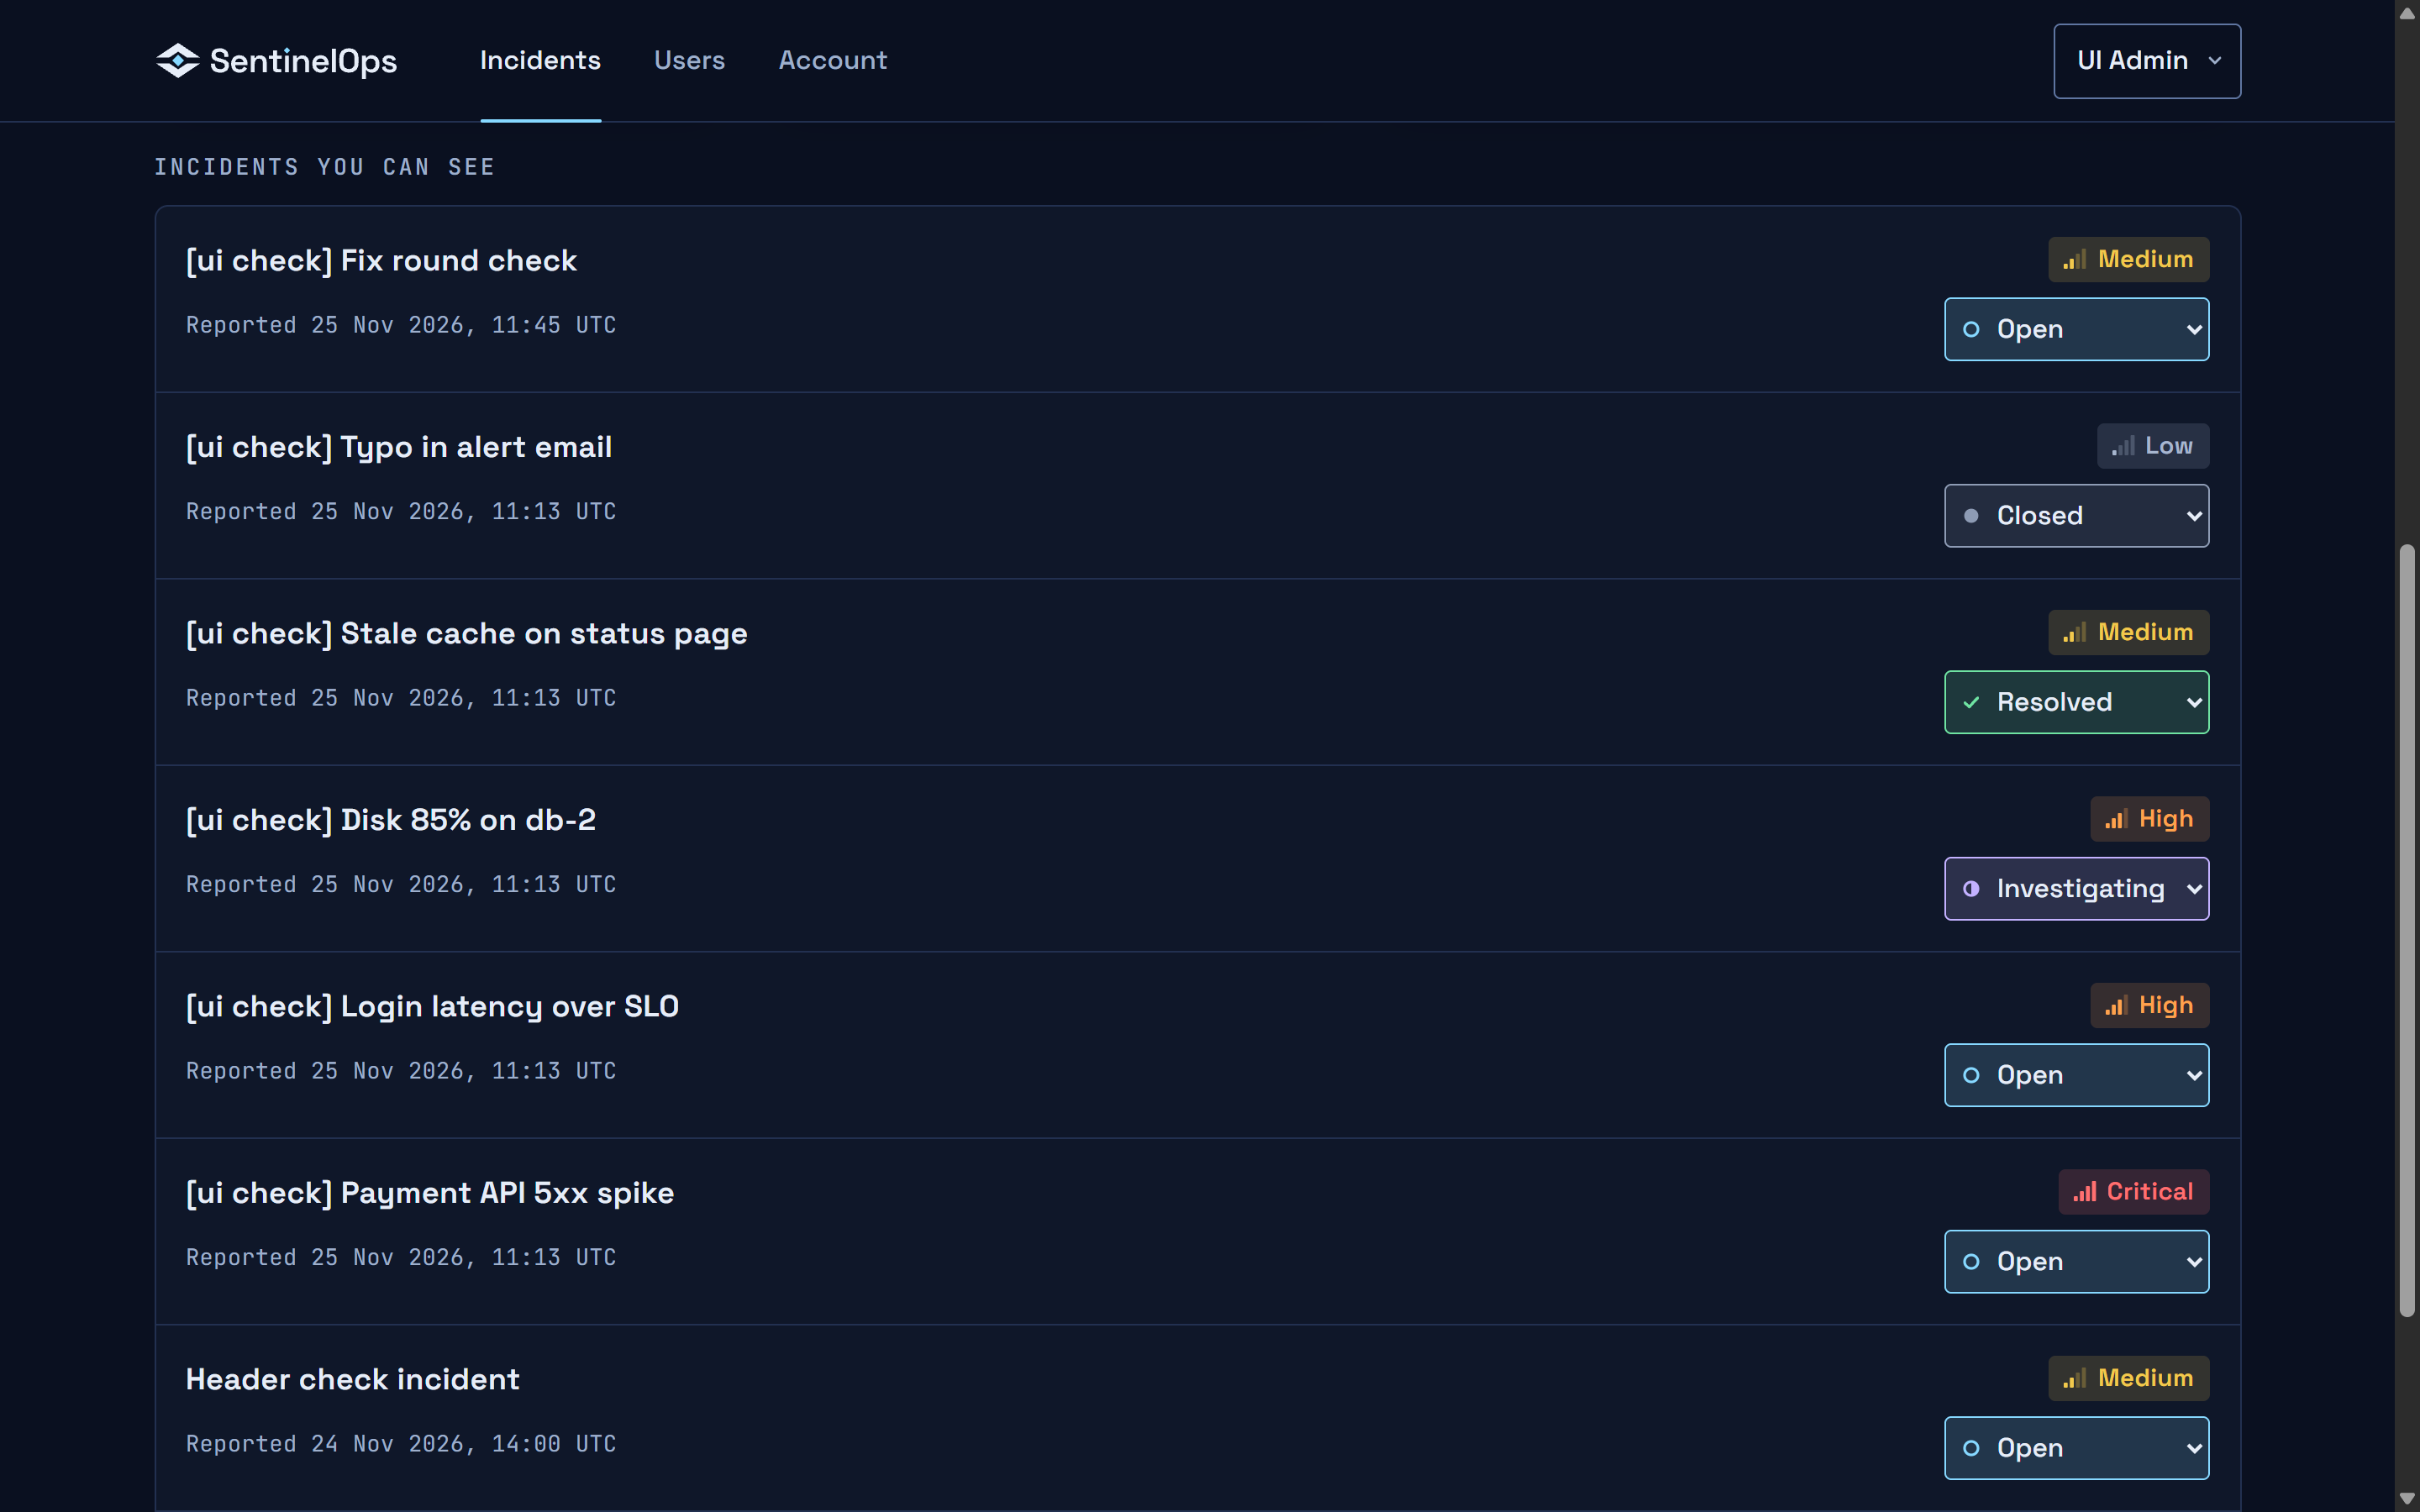 SentinelOps Incidents Users Account UI Admin
INCIDENTS YOU CAN SEE
[ui check] Fix round check
Medium
Reported 25 Nov 2026, 11:45 UTC
Open
[ui check] Typo in alert email
Low
Reported 25 Nov 2026, 11:13 UTC
Closed
[ui check] Stale cache on status page
Medium
Reported 25 Nov 2026, 11:13 UTC
Resolved
[ui check] Disk 85% on db-2
High
Reported 25 Nov 2026, 11:13 UTC
Investigating
[ui check] Login latency over SLO
High
Reported 25 Nov 2026, 11:13 UTC
Open
[ui check] Payment API 5xx spike
Critical
Reported 25 Nov 2026, 11:13 UTC
Open
Header check incident
Medium
Reported 24 Nov 2026, 14:00 UTC
Open